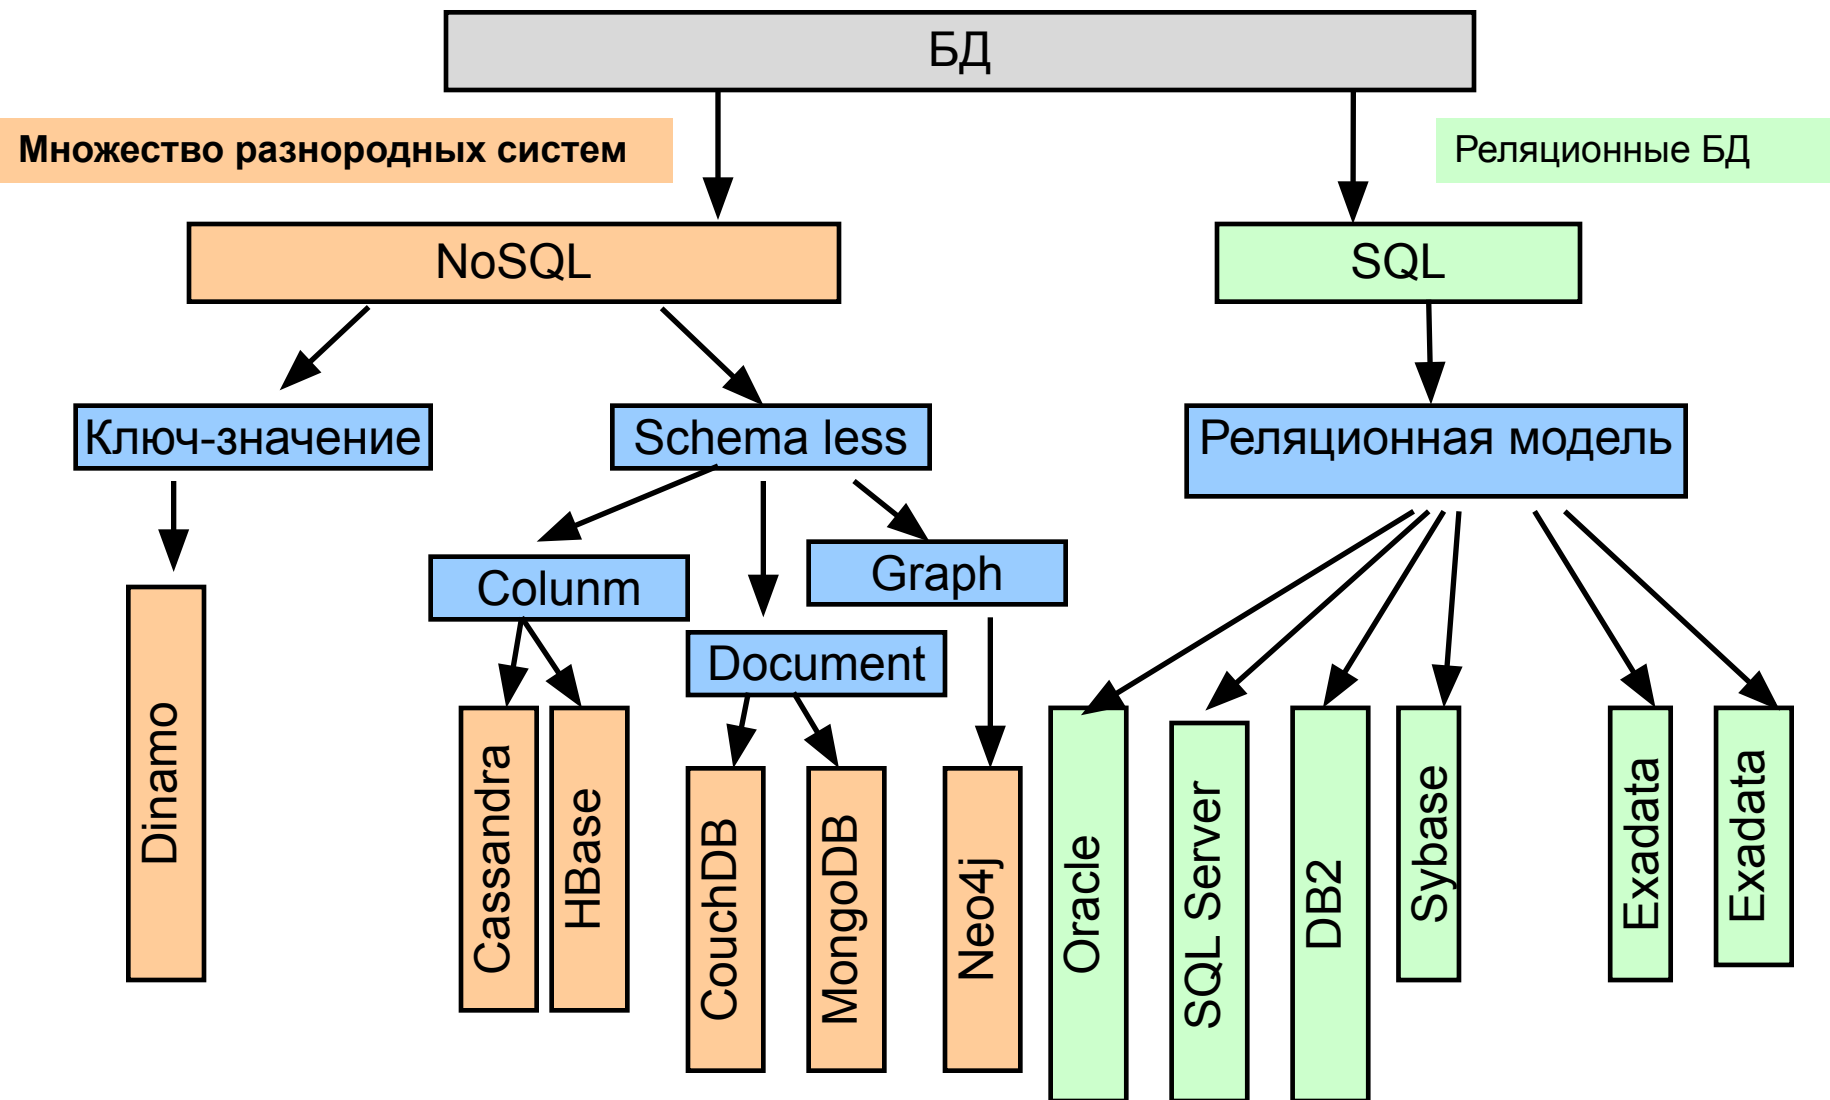 БД
Множество разнородных систем
Реляционные БД
NoSQL
SQL
Ключ-значение
Schema less
Реляционная модель
Colunm
Graph
Document
Dinamo
Cassandra
HBase
CouchDB
MongoDB
Neo4j
Oracle
SQL Server
DB2
Sybase
Exadata
Exadata